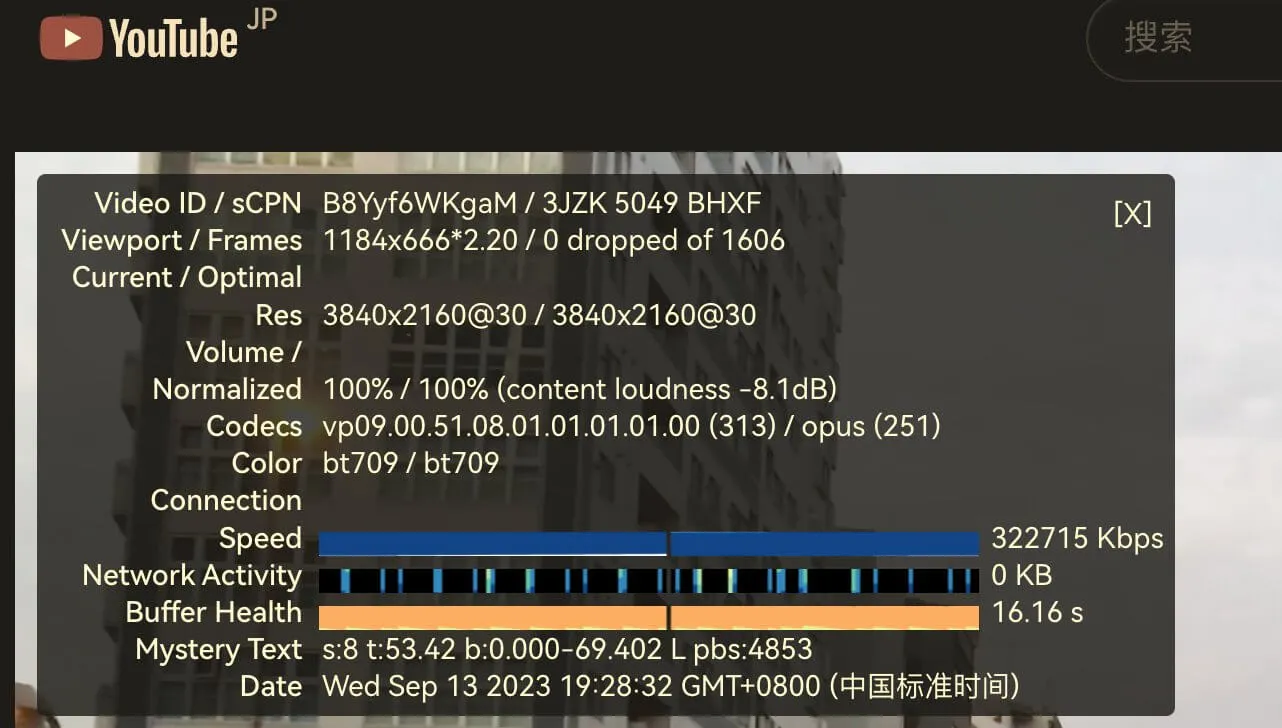 YouTube JP
搜索
Video ID / sCPN B8Yyf6WKgaM / 3JZK 5049 BHXF
[X]
Viewport / Frames 1184x666*2.20 / 0 dropped of 1606
Current / Optimal
Res 3840x2160@30 / 3840x2160@30
Volume /
Normalized 100% / 100% (content loudness -8.1dB)
Codecs vp09.00.51.08.01.01.01.01.00 (313) / opus (251)
Color bt709 / bt709
Connection
Speed 322715 Kbps
Network Activity 0 KB
Buffer Health 16.16 s
Mystery Text s:8 t:53.42 b:0.000-69.402 L pbs:4853
Date Wed Sep 13 2023 19:28:32 GMT+0800 (中国标准时间)